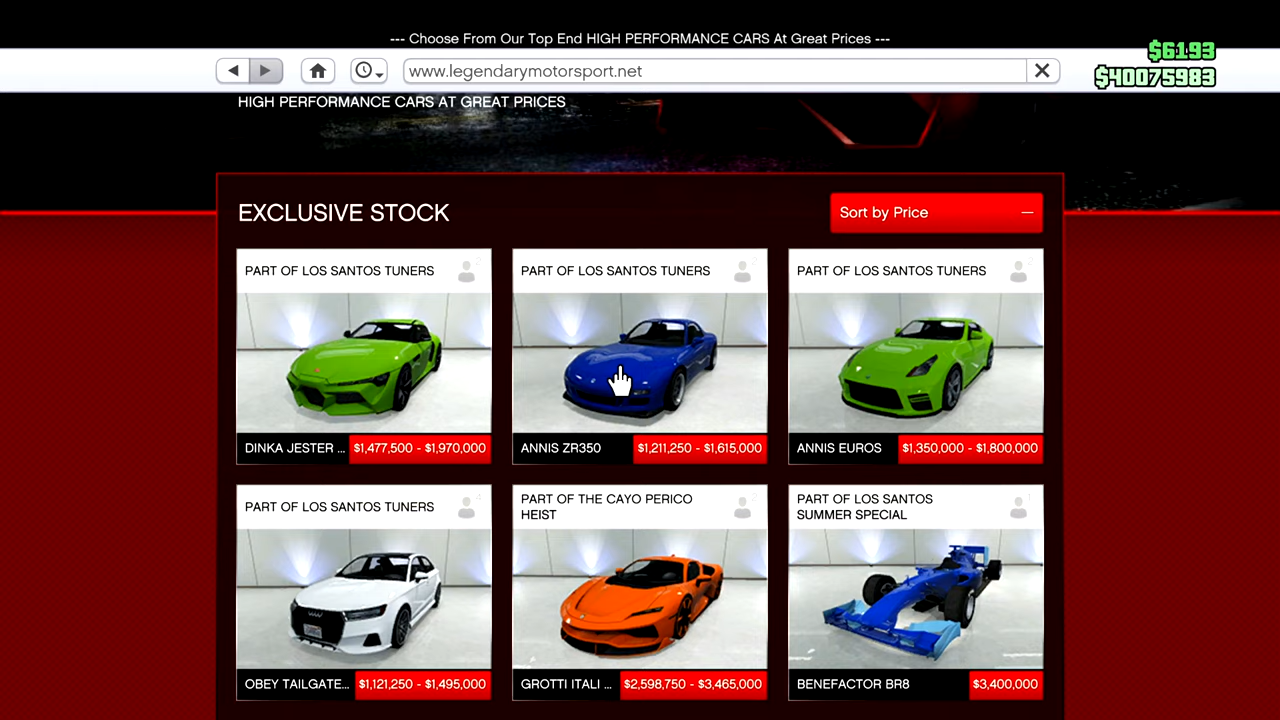 --- Choose From Our Top End HIGH PERFORMANCE CARS At Great Prices ---
$6193
www.legendarymotorsport.net
$40075983
HIGH PERFORMANCE CARS AT GREAT PRICES
EXCLUSIVE STOCK
Sort by Price
PART OF LOS SANTOS TUNERS
PART OF LOS SANTOS TUNERS
PART OF LOS SANTOS TUNERS
DINKA JESTER ... $1,477,500 - $1,970,000
ANNIS ZR350 $1,211,250 - $1,615,000
ANNIS EUROS $1,350,000 - $1,800,000
PART OF LOS SANTOS TUNERS
PART OF THE CAYO PERICO
HEIST
PART OF LOS SANTOS
SUMMER SPECIAL
OBEY TAILGATE... $1,121,250 - $1,495,000
GROTTI ITALI ... $2,598,750 - $3,465,000
BENEFACTOR BR8 $3,400,000